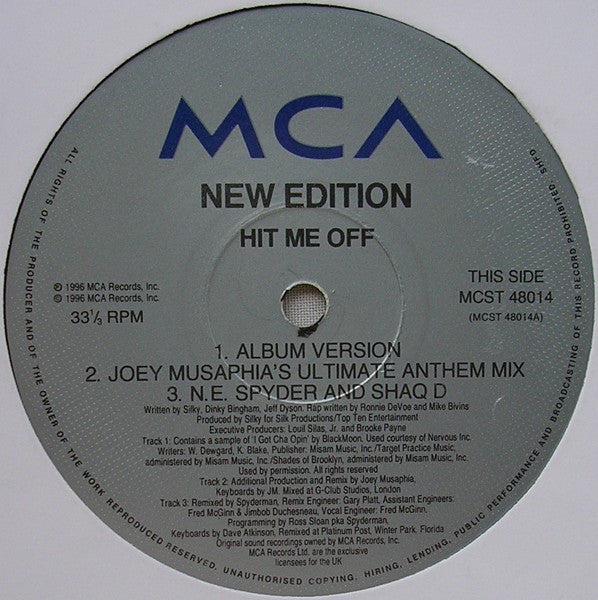 MCA
NEW EDITION
HIT ME OFF
℗ 1996 MCA Records, Inc.
© 1996 MCA Records, Inc.
33⅓ RPM
THIS SIDE
MCST 48014
(MCST 48014A)
1. ALBUM VERSION
2. JOEY MUSAPHIA'S ULTIMATE ANTHEM MIX
3. N.E. SPYDER AND SHAQ D
Written by Silky, Dinky Bingham, Jeff Dyson. Rap written by Ronnie DeVoe and Mike Bivins
Produced by Silky for Silk Productions/Top Ten Entertainment
Executive Producers: Louil Silas, Jr. and Brooke Payne
Track 1: Contains a sample of 'I Got Cha Opin' by BlackMoon. Used courtesy of Nervous Inc.
Writers: W. Dewgard, K. Blake, Publisher: Misam Music, Inc./Target Practice Music,
administered by Misam Music, Inc./Shades of Brooklyn, administered by Misam Music, Inc.
Used by permission. All rights reserved
Track 2: Additional Production and Remix by Joey Musaphia,
Keyboards by JM. Mixed at G-Club Studios, London
Track 3: Remixed by Spyderman, Remix Engineer: Gary Platt, Assistant Engineers:
Fred McGinn & Jimbob Duchesneau, Vocal Engineer: Fred McGinn.
Programming by Ross Sloan pka Spyderman,
Keyboards by Dave Atkinson, Remixed at Platinum Post, Winter Park, Florida
Original sound recordings owned by MCA Records, Inc.
MCA Records Ltd. are the exclusive
licensees for the UK
ALL RIGHTS OF THE PRODUCER AND OF THE OWNER OF THE WORK REPRODUCED RESERVED. UNAUTHORISED COPYING, HIRING, LENDING, PUBLIC PERFORMANCE AND BROADCASTING OF THIS RECORD PROHIBITED. SHFD